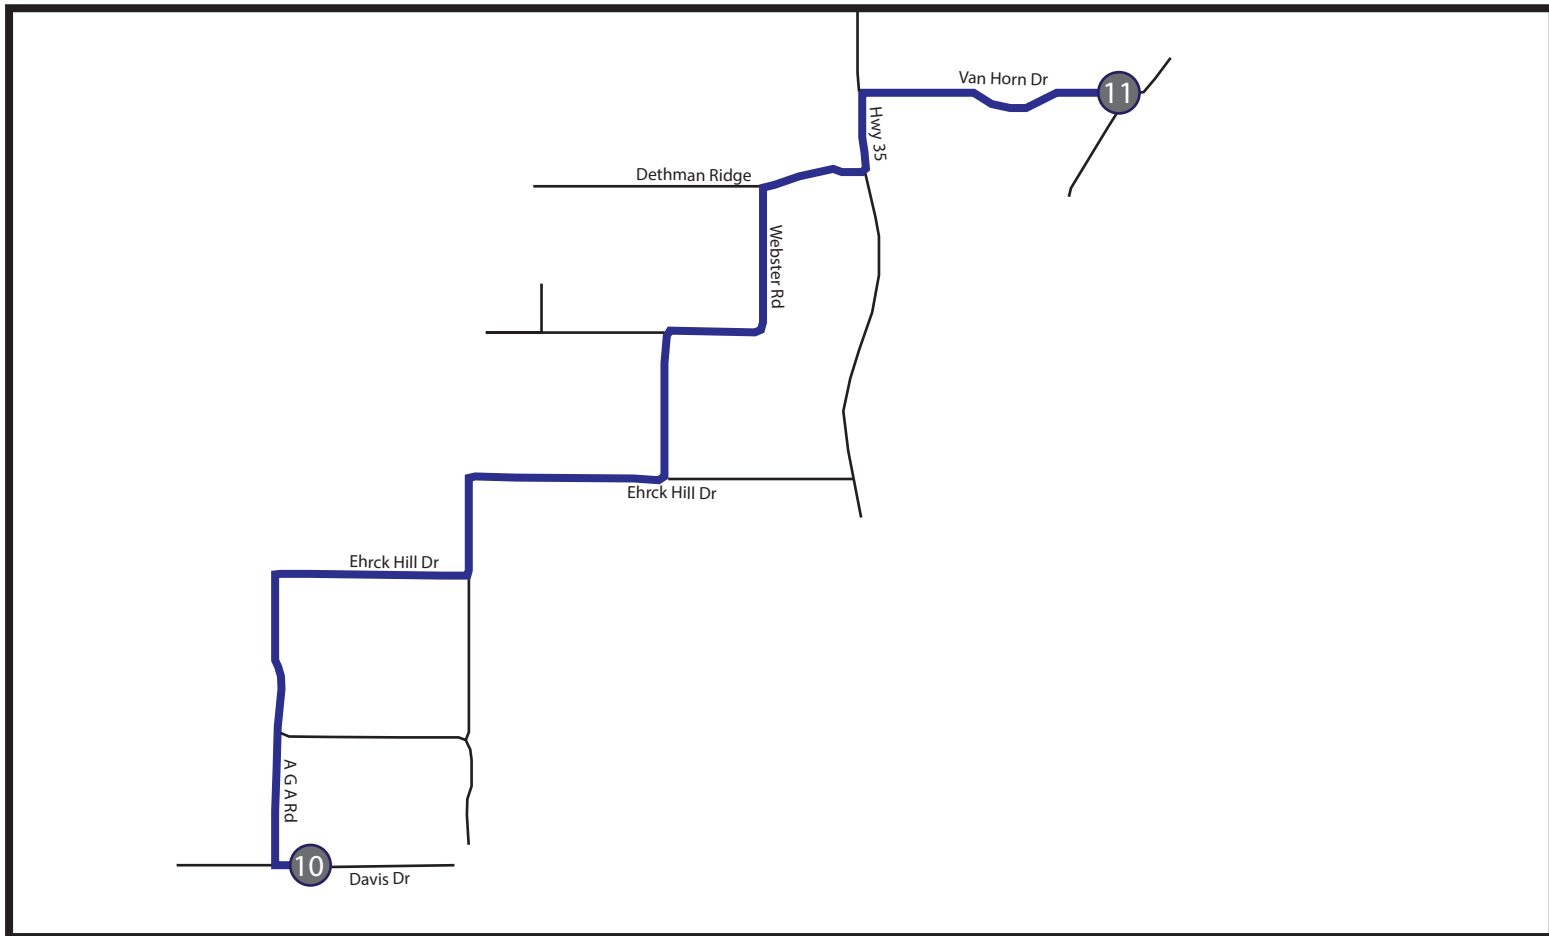 Van Horn Dr
11
Hwy 35
Dethman Ridge
Webster Rd
Ehrck Hill Dr
Ehrck Hill Dr
A G A Rd
10
Davis Dr